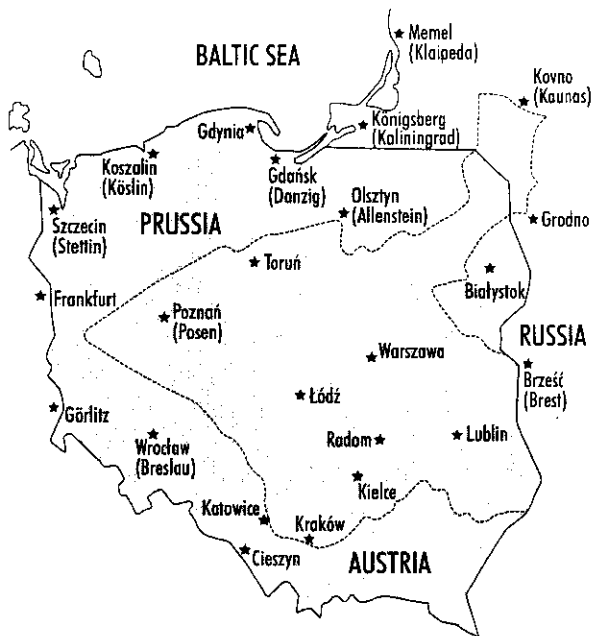 BALTIC SEA
Memel
(Klaipeda)
Kovno
(Kaunas)
Gdynia
Königsberg
(Kaliningrad)
Koszalin
(Köslin)
Gdańsk
(Danzig)
Olsztyn
(Allenstein)
Szczecin
(Stettin)
PRUSSIA
Grodno
Toruń
Białystok
Frankfurt
Poznań
(Posen)
RUSSIA
Warszawa
Brześć
(Brest)
Łódź
Görlitz
Wrocław
(Breslau)
Radom
Lublin
Kielce
Katowice
Kraków
Cieszyn
AUSTRIA